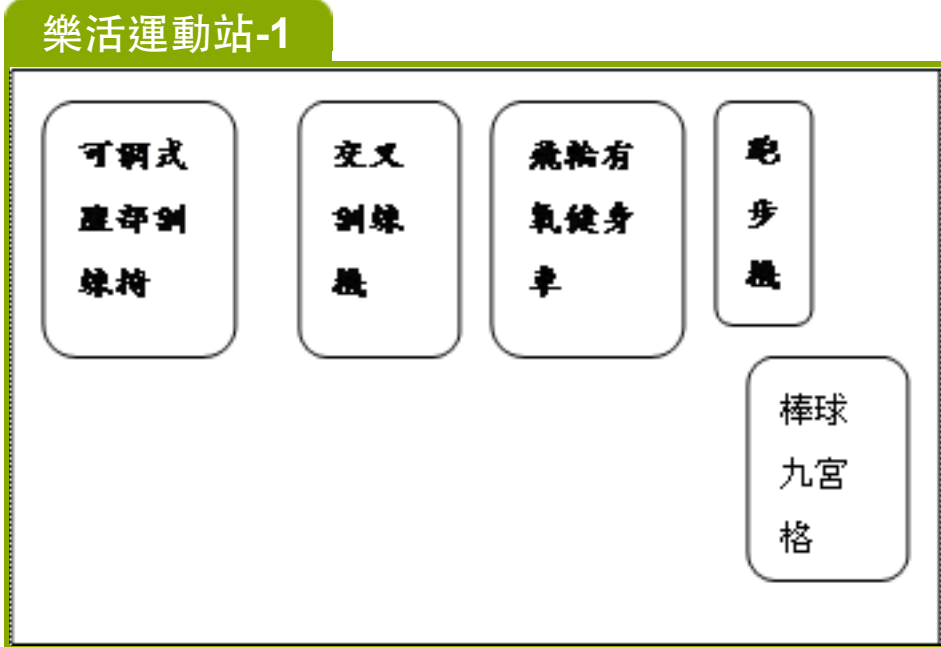 樂活運動站-1
可調式
腹部訓
練椅
交叉
訓練
機
飛輪有
氧健身
車
跑
步
機
棒球
九宮
格